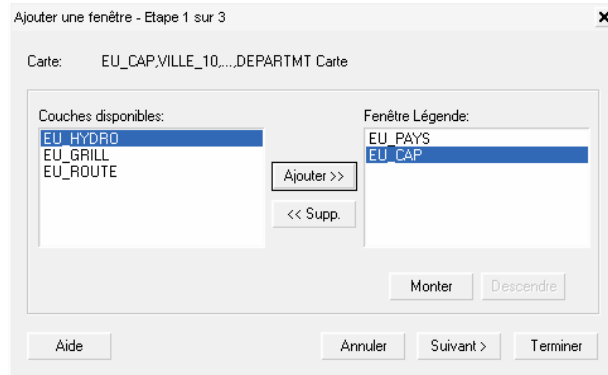 Ajouter une fenêtre - Etape 1 sur 3
Carte: EU_CAP,VILLE_10,...,DEPARTMT Carte
Couches disponibles:
EU_HYDRO
EU_GRILL
EU_ROUTE
Ajouter >>
<< Supp.
Fenêtre Légende:
EU_PAYS
EU_CAP
Monter
Descendre
Aide
Annuler
Suivant >
Terminer